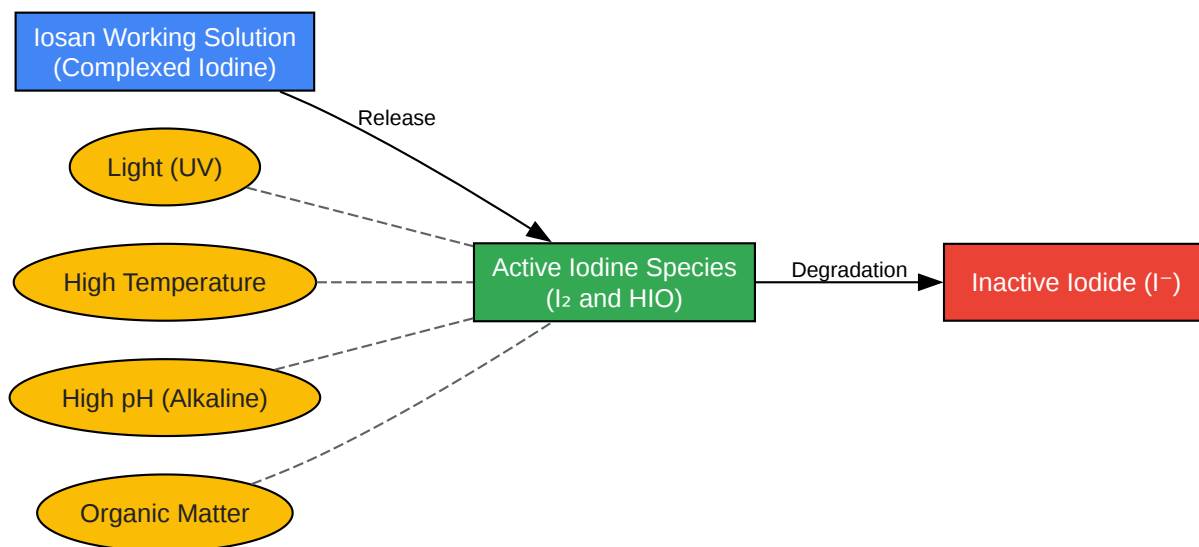 Iosan Working Solution
(Complexed Iodine)
Release
Light (UV)
High Temperature
Active Iodine Species
(I₂ and HIO)
Degradation
Inactive Iodide (I⁻)
High pH (Alkaline)
Organic Matter